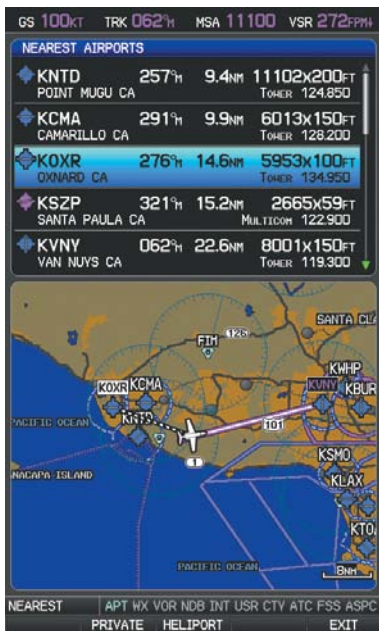 GS 100KT TRK 062°M MSA 11100 VSR 272FPM↓
NEAREST AIRPORTS
KNTD 257°M 9.4NM 11102x200FT
POINT MUGU CA TOWER 124.850
KCMA 291°M 9.9NM 6013x150FT
CAMARILLO CA TOWER 128.200
KOXR 276°M 14.6NM 5953x100FT
OXNARD CA TOWER 134.950
KSZP 321°M 15.2NM 2665x59FT
SANTA PAULA CA MULTICOM 122.900
KVNY 062°M 22.6NM 8001x150FT
VAN NUYS CA TOWER 119.300
SANTA CLA
126
FIM
KWHP
KOXR KCMA KVNY KBUR
KNTD
PACIFIC OCEAN
101
KSMO
1
NACAPA ISLAND
KLAX
KTO
PACIFIC OCEAN
8NM
NEAREST APT WX VOR NDB INT USR CTY ATC FSS ASPC
PRIVATE HELIPORT EXIT